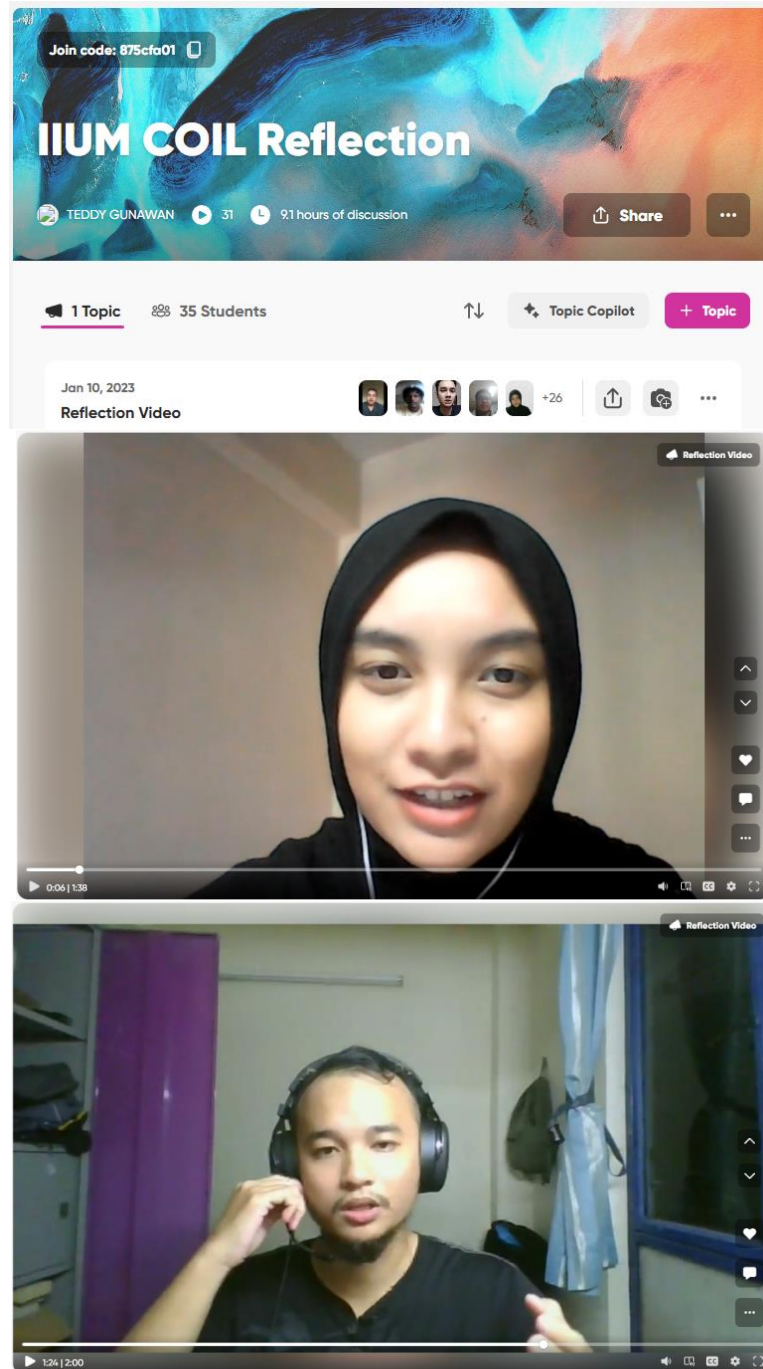 Join code: 875cfa01
IIUM COIL Reflection
TEDDY GUNAWAN 31 9.1 hours of discussion
Share
1 Topic 35 Students
Topic Copilot
+ Topic
Jan 10, 2023
Reflection Video
+26
Reflection Video
0:06 | 1:38
CC
Reflection Video
1:24 | 2:00
CC